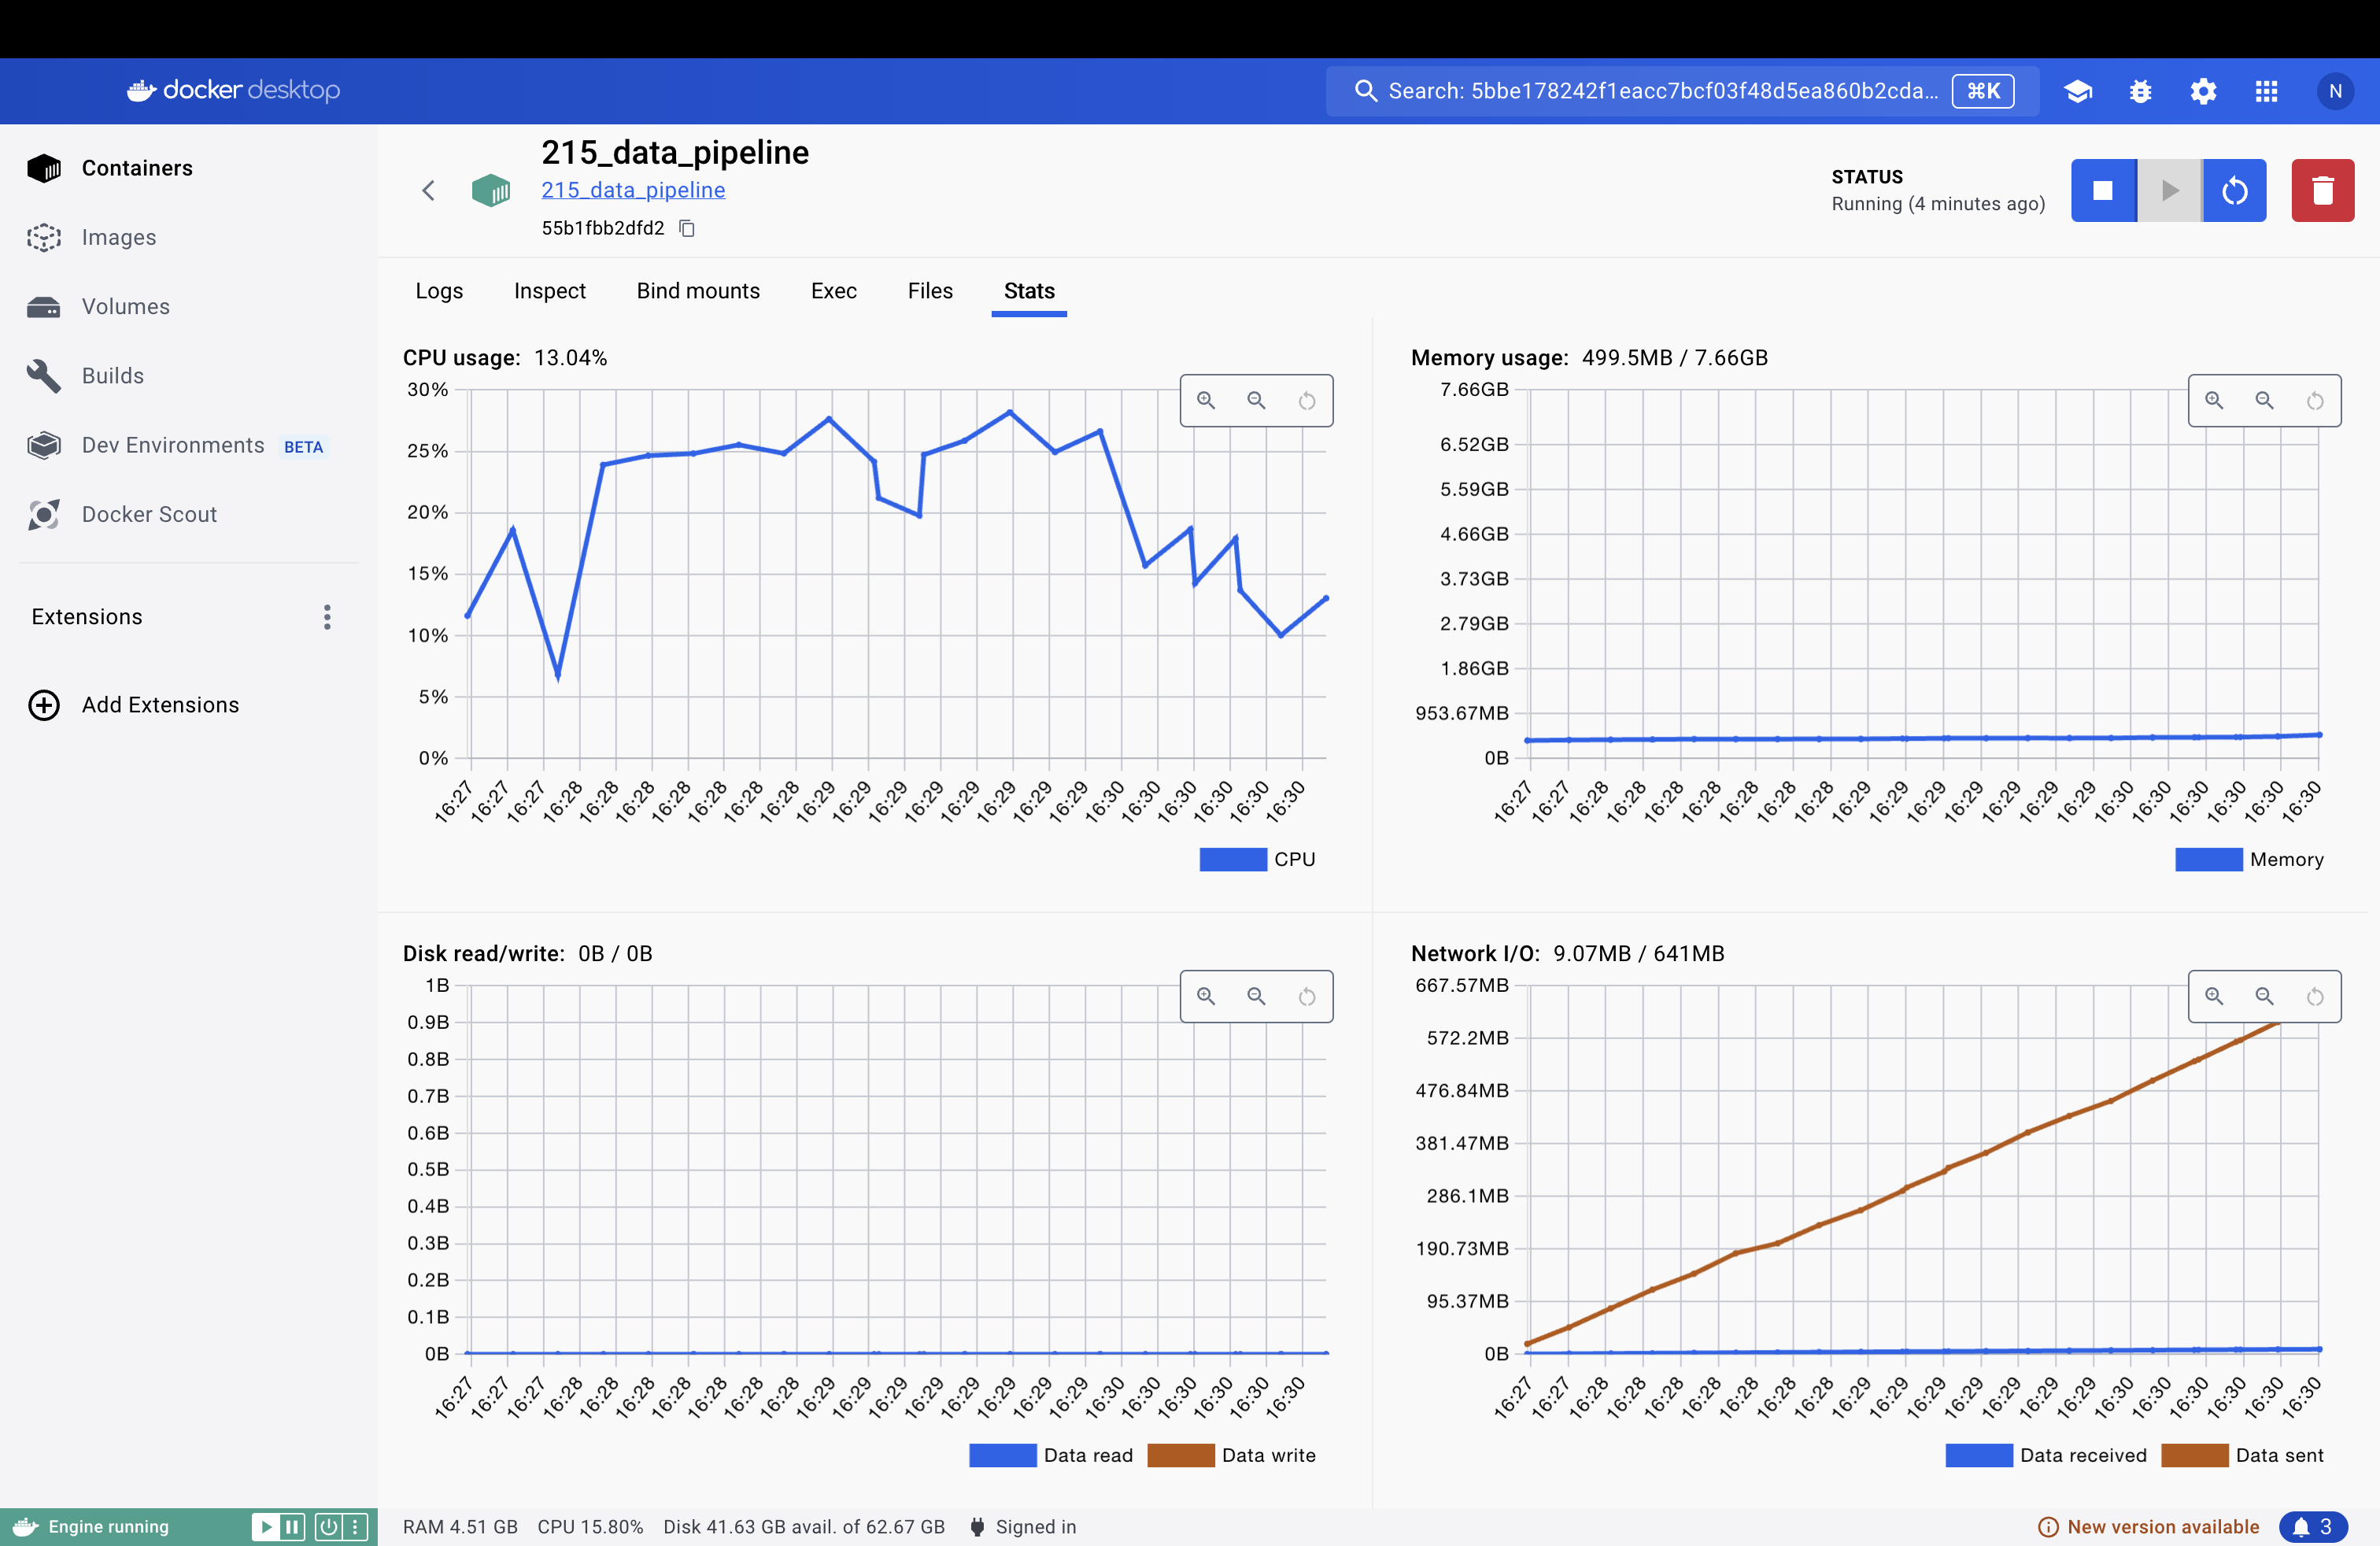 docker desktop
Search: 5bbe178242f1eacc7bcf03f48d5ea860b2cda... ⌘K
N
Containers
Images
Volumes
Builds
Dev Environments BETA
Docker Scout
Extensions
Add Extensions
215_data_pipeline
215_data_pipeline
55b1fbb2dfd2
STATUS
Running (4 minutes ago)
Logs Inspect Bind mounts Exec Files Stats
CPU usage: 13.04%
30%
25%
20%
15%
10%
5%
0%
16:27 16:27 16:27 16:28 16:28 16:28 16:28 16:28 16:28 16:28 16:29 16:29 16:29 16:29 16:29 16:29 16:29 16:29 16:30 16:30 16:30 16:30 16:30 16:30
CPU
Memory usage: 499.5MB / 7.66GB
7.66GB
6.52GB
5.59GB
4.66GB
3.73GB
2.79GB
1.86GB
953.67MB
0B
16:27 16:27 16:28 16:28 16:28 16:28 16:28 16:28 16:28 16:29 16:29 16:29 16:29 16:29 16:29 16:29 16:30 16:30 16:30 16:30 16:30 16:30
Memory
Disk read/write: 0B / 0B
1B
0.9B
0.8B
0.7B
0.6B
0.5B
0.4B
0.3B
0.2B
0.1B
0B
16:27 16:27 16:27 16:28 16:28 16:28 16:28 16:28 16:28 16:28 16:29 16:29 16:29 16:29 16:29 16:29 16:29 16:29 16:30 16:30 16:30 16:30 16:30 16:30
Data read Data write
Network I/O: 9.07MB / 641MB
667.57MB
572.2MB
476.84MB
381.47MB
286.1MB
190.73MB
95.37MB
0B
16:27 16:27 16:28 16:28 16:28 16:28 16:28 16:28 16:28 16:29 16:29 16:29 16:29 16:29 16:29 16:29 16:30 16:30 16:30 16:30 16:30 16:30
Data received Data sent
Engine running
RAM 4.51 GB CPU 15.80% Disk 41.63 GB avail. of 62.67 GB Signed in
New version available
3